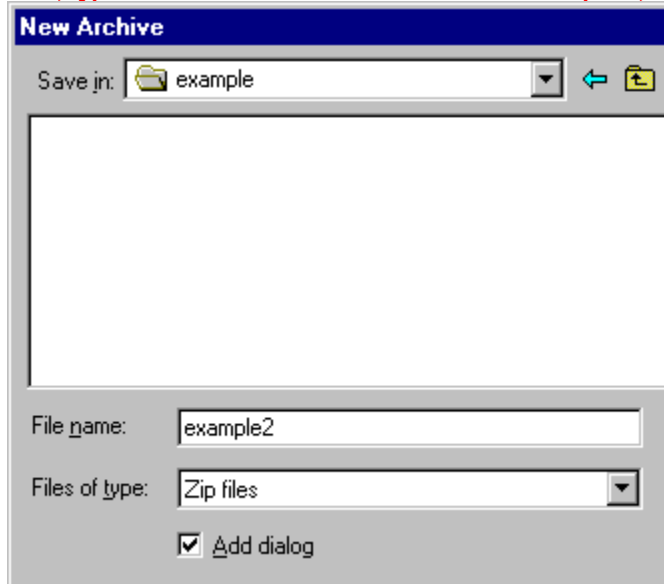 New Archive
Save in: example
File name: example2
Files of type: Zip files
Add dialog